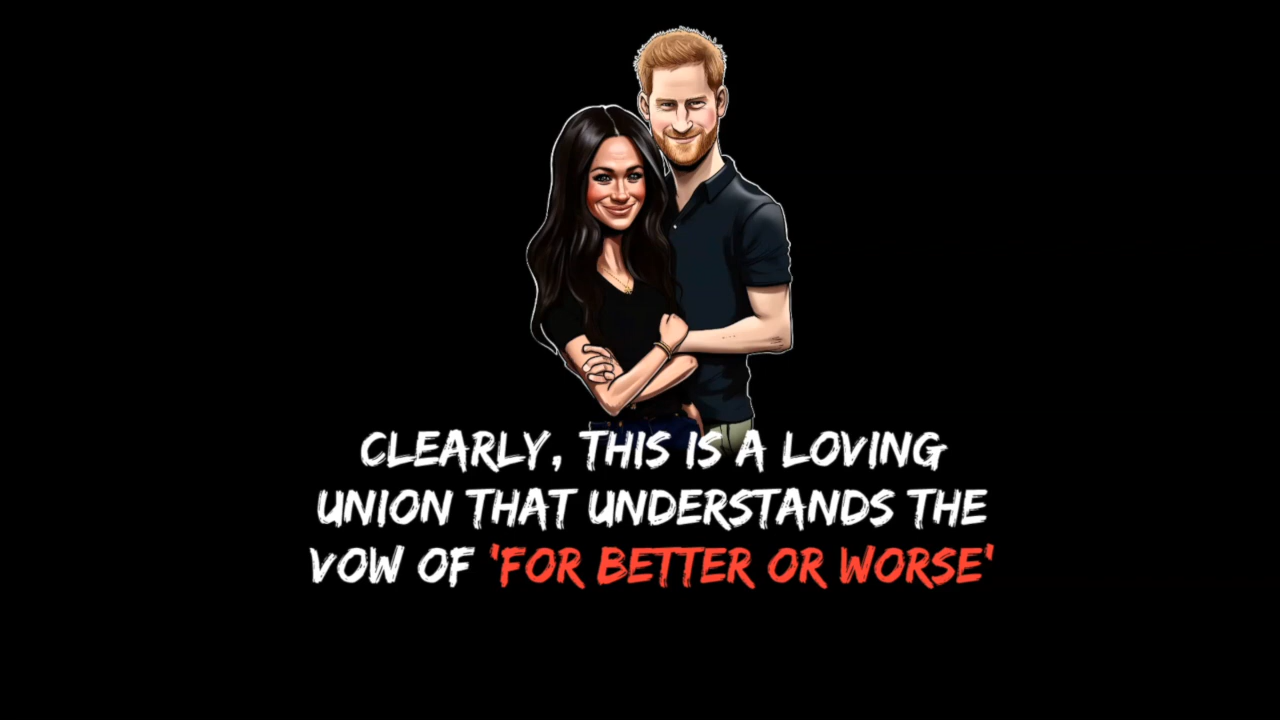 CLEARLY, THIS IS A LOVING
UNION THAT UNDERSTANDS THE
VOW OF 'FOR BETTER OR WORSE'